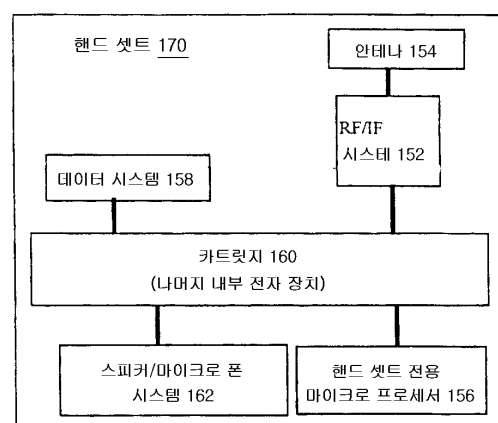 핸드 셋트 170
안테나 154
RF/IF
시스테 152
데이터 시스템 158
카트릿지 160
(나머지 내부 전자 장치)
스피커/마이크로 폰
시스템 162
핸드 셋트 전용
마이크로 프로세서 156